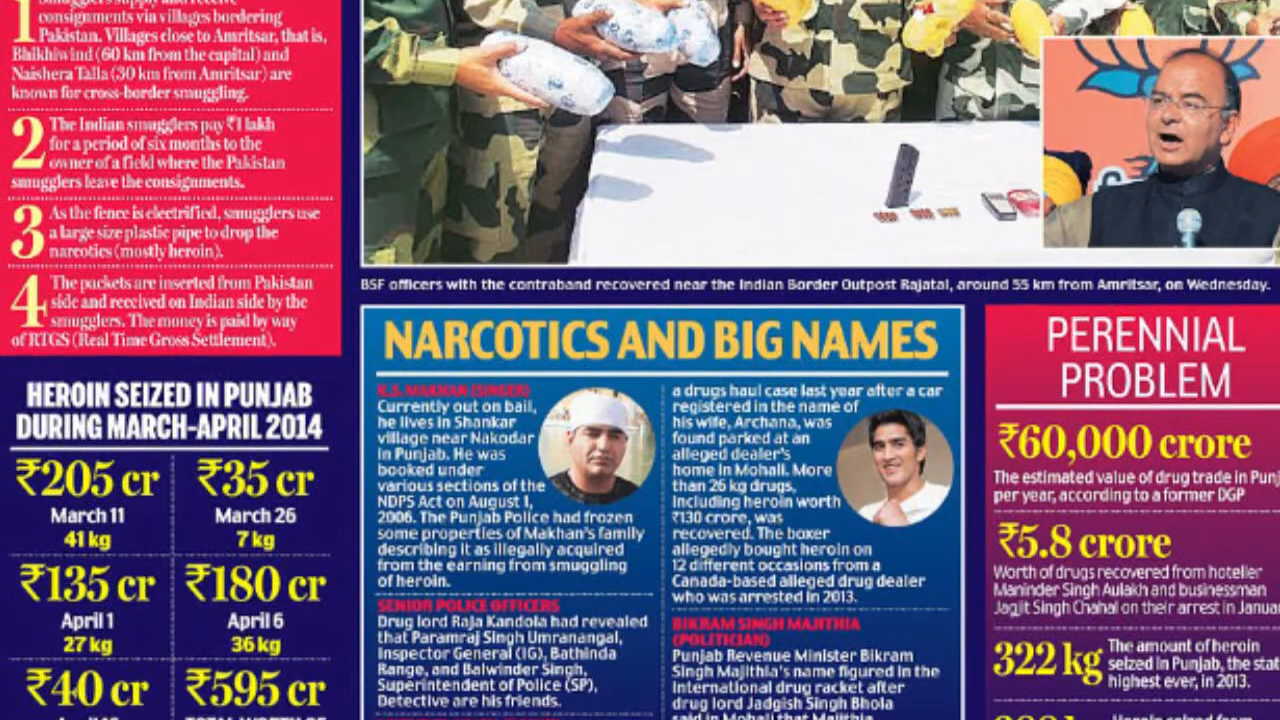 1 Smugglers supply and receive
consignments via villages bordering
Pakistan. Villages close to Amritsar, that is,
Bhikhiwind (60 km from the capital) and
Naishera Talla (30 km from Amritsar) are
known for cross-border smuggling.
2 The Indian smugglers pay ₹1 lakh
for a period of six months to the
owner of a field where the Pakistan
smugglers leave the consignments.
3 As the fence is electrified, smugglers use
a large size plastic pipe to drop the
narcotics (mostly heroin).
4 The packets are inserted from Pakistan
side and received on Indian side by the
smugglers. The money is paid by way
of RTGS (Real Time Gross Settlement).
HEROIN SEIZED IN PUNJAB
DURING MARCH-APRIL 2014
₹205 cr
March 11
41 kg
₹35 cr
March 26
7 kg
₹135 cr
April 1
27 kg
₹180 cr
April 6
36 kg
₹40 cr
₹595 cr
BSF officers with the contraband recovered near the Indian Border Outpost Rajatal, around 55 km from Amritsar, on Wednesday.
NARCOTICS AND BIG NAMES
K.S. MAKHAN (SINGER)
Currently out on bail,
he lives in Shankar
village near Nakodar
in Punjab. He was
booked under
various sections of the
NDPS Act on August 1,
2006. The Punjab Police had frozen
some properties of Makhan's family
describing it as illegally acquired
from the earning from smuggling
of heroin.
SENIOR POLICE OFFICERS
Drug lord Raja Kandola had revealed
that Paramraj Singh Umranangal,
Inspector General (IG), Bathinda
Range, and Balwinder Singh,
Superintendent of Police (SP),
Detective are his friends.
a drugs haul case last year after a car
registered in the name of
his wife, Archana, was
found parked at an
alleged dealer's
home in Mohali. More
than 26 kg drugs,
including heroin worth
₹130 crore, was
recovered. The boxer
allegedly bought heroin on
12 different occasions from a
Canada-based alleged drug dealer
who was arrested in 2013.
BIKRAM SINGH MAJITHIA
(POLITICIAN)
Punjab Revenue Minister Bikram
Singh Majithia's name figured in the
international drug racket after
drug lord Jadgish Singh Bhola
said in Mohali that Majithia
PERENNIAL
PROBLEM
₹60,000 crore
The estimated value of drug trade in Punj
per year, according to a former DGP
₹5.8 crore
Worth of drugs recovered from hotelier
Maninder Singh Aulakh and businessman
Jagjit Singh Chahal on their arrest in Januar
322 kg The amount of heroin
seized in Punjab, the stat
highest ever, in 2013.